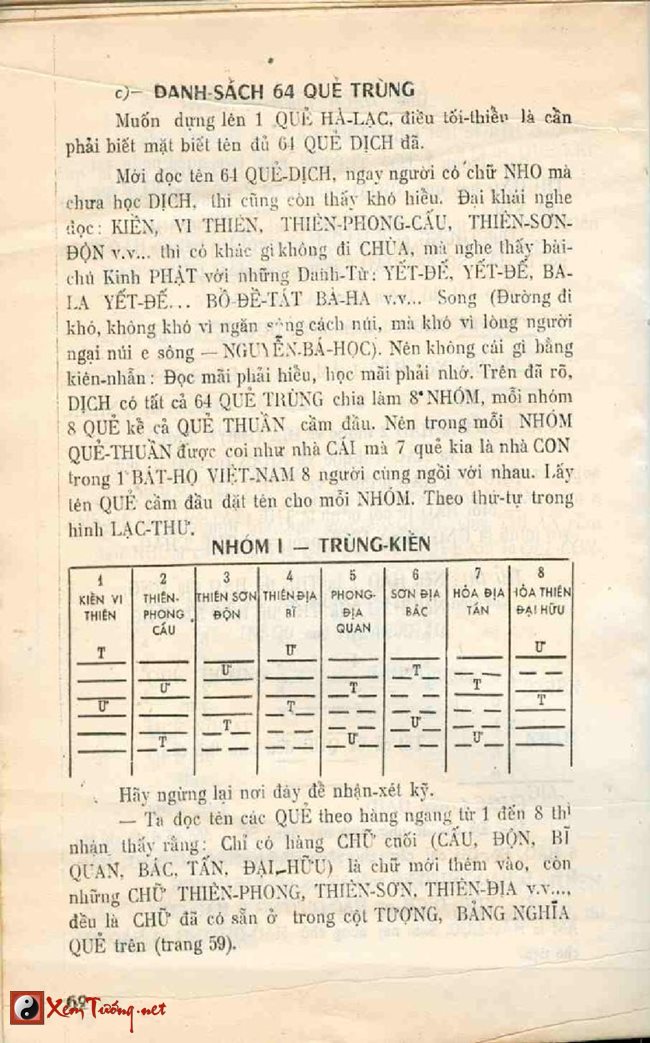 c)— DANH-SÁCH 64 QUẺ TRÙNG
Muốn dựng lên 1 QUẺ HÀ-LẠC, điều tối-thiểu là cần
phải biết mặt biết tên đủ 64 QUẺ DỊCH đã.
Mới đọc tên 64 QUẺ-DỊCH, ngay người có chữ NHO mà
chưa học DỊCH, thì cũng còn thấy khó hiểu. Đại khái nghe
đọc: KIỀN, VI THIÊN, THIÊN-PHONG-CẤU, THIÊN-SƠN-
ĐỘN v.v... thì có khác gì không đi CHÙA, mà nghe thấy bài-
chú Kinh PHẬT với những Danh-Từ: YẾT-ĐẾ, YẾT-ĐẾ, BA-
LA YẾT-ĐẾ... BỒ-ĐỀ-TÁT BÀ-HA v.v... Song (Đường đi
khó, không khó vì ngăn sông cách núi, mà khó vì lòng người
ngại núi e sông — NGUYỄN-BÁ-HỌC). Nên không cái gì bằng
kiên-nhẫn: Đọc mãi phải hiểu, học mãi phải nhớ. Trên đã rõ,
DỊCH có tất cả 64 QUẺ TRÙNG chia làm 8 NHÓM, mỗi nhóm
8 QUẺ kể cả QUẺ THUẦN cầm đầu. Nên trong mỗi NHÓM
QUẺ-THUẦN được coi như nhà CÁI mà 7 quẻ kia là nhà CON
trong 1 BÁT-HỌ VIỆT-NAM 8 người cùng ngồi với nhau. Lấy
tên QUẺ cầm đầu đặt tên cho mỗi NHÓM. Theo thứ-tự trong
hình LẠC-THƯ.
NHÓM I — TRÙNG-KIỀN
1 2 3 4 5 6 7 8
KIỀN VI THIÊN- THIÊN SƠN THIÊN ĐỊA PHONG- SƠN ĐỊA HỎA ĐỊA HỎA THIÊN
THIÊN PHONG ĐỘN BĨ ĐỊA BÁC TẤN ĐẠI HỮU
CẤU QUAN
T Ư Ư
Ư T
Ư T T
Ư T T
T Ư
T Ư Ư
Hãy ngừng lại nơi đây để nhận-xét kỹ.
— Ta đọc tên các QUẺ theo hàng ngang từ 1 đến 8 thì
nhận thấy rằng: Chỉ có hàng CHỮ cuối (CẤU, ĐỘN, BĨ
QUAN, BÁC, TẤN, ĐẠI-HỮU) là chữ mới thêm vào, còn
những CHỮ THIÊN-PHONG, THIÊN-SƠN, THIÊN-ĐỊA v.v...,
đều là CHỮ đã có sẵn ở trong cột TƯỢNG, BẢNG NGHĨA
QUẺ trên (trang 59).
XemTướng.net